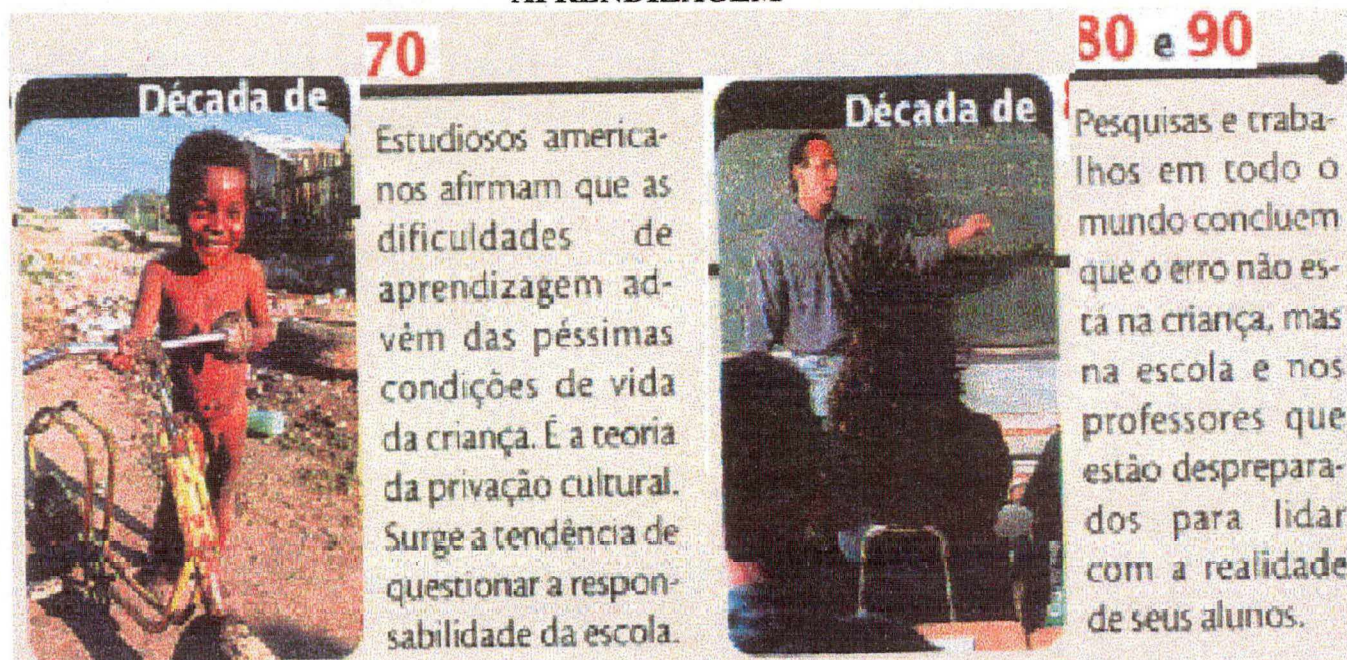 APRENDIZAGEM
Década de
70
Estudiosos america-
nos afirmam que as
dificuldades de
aprendizagem ad-
vêm das péssimas
condições de vida
da criança. É a teoria
da privação cultural.
Surge a tendência de
questionar a respon-
sabilidade da escola.
Década de
80 e 90
Pesquisas e traba-
lhos em todo o
mundo concluem
que o erro não es-
tá na criança, mas
na escola e nos
professores que
estão desprepara-
dos para lidar
com a realidade
de seus alunos.